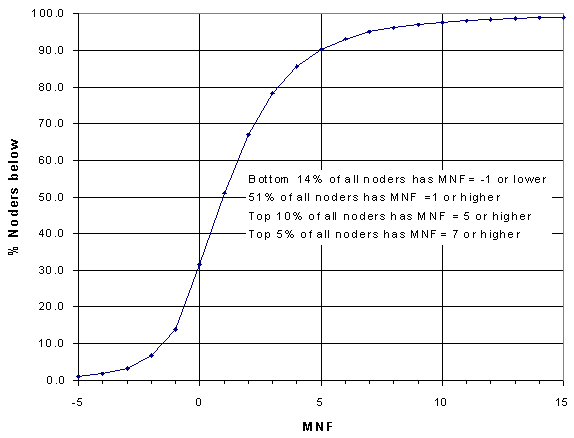 100.0
90.0
80.0
70.0
60.0
50.0
40.0
30.0
20.0
10.0
0.0
% Noders below
Bottom 14% of all noders has MNF= -1 or lower
51% of all noders has MNF =1 or higher
Top 10% of all noders has MNF = 5 or higher
Top 5% of all noders has MNF= 7 or higher
-5 0 5 10 15
MNF